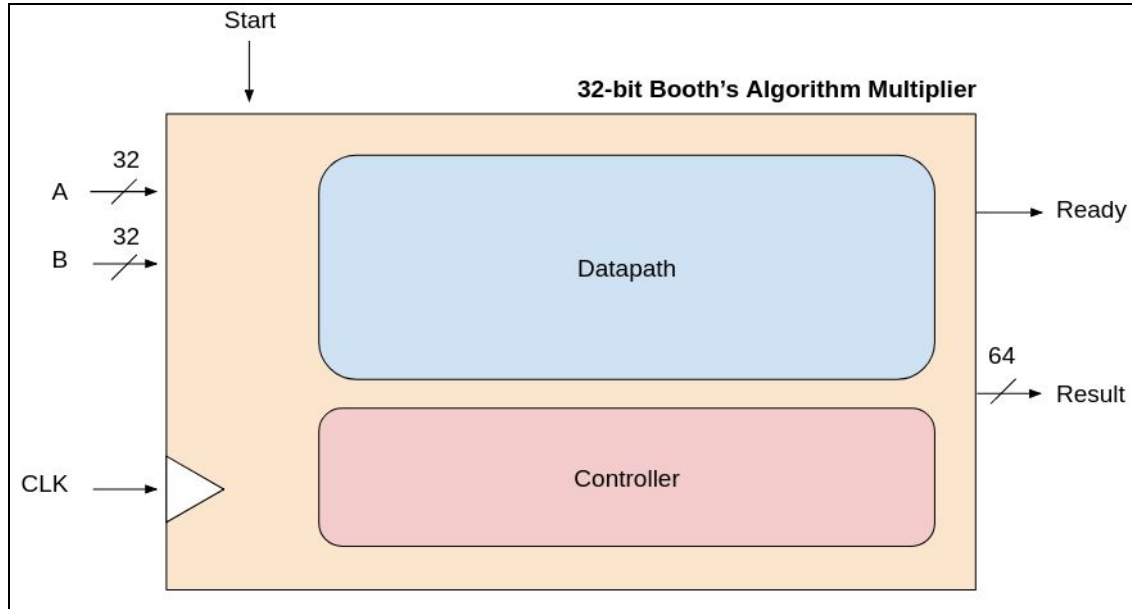 Start
32-bit Booth's Algorithm Multiplier
32
A
32
B
Datapath
Ready
64
Result
Controller
CLK